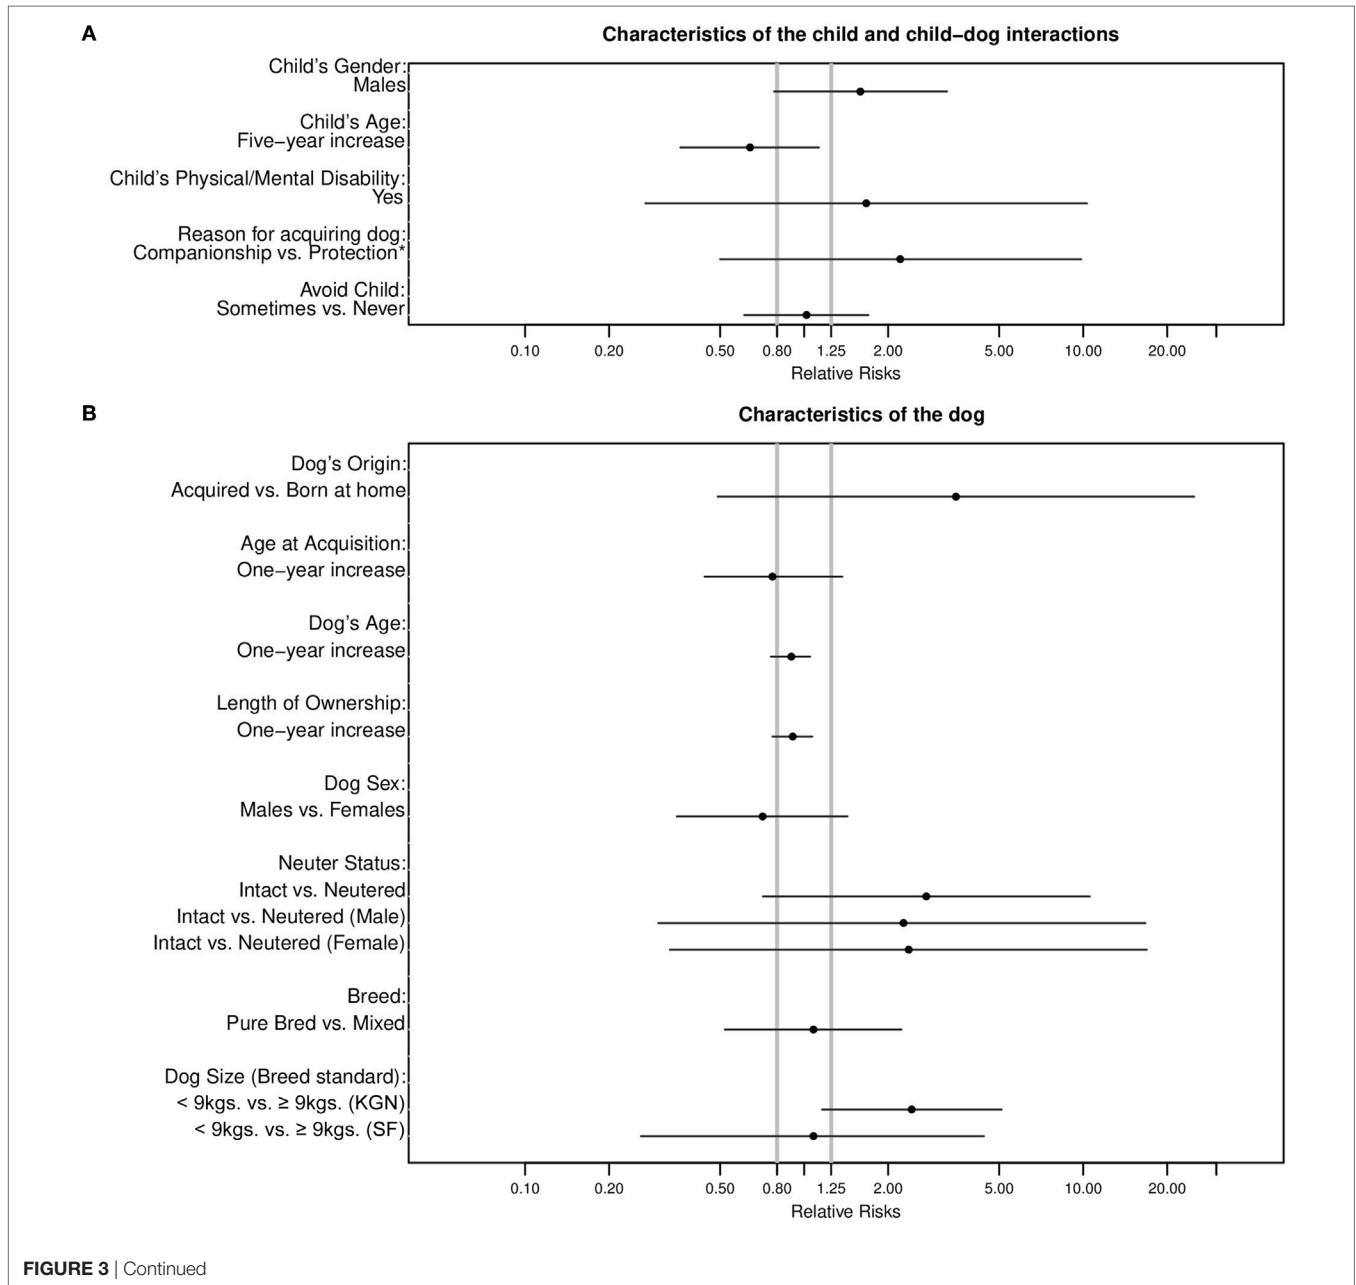 A
Characteristics of the child and child–dog interactions
Child's Gender:
Males
Child's Age:
Five–year increase
Child's Physical/Mental Disability:
Yes
Reason for acquiring dog:
Companionship vs. Protection*
Avoid Child:
Sometimes vs. Never
0.10 0.20 0.50 0.80 1.25 2.00 5.00 10.00 20.00
Relative Risks
B
Characteristics of the dog
Dog's Origin:
Acquired vs. Born at home
Age at Acquisition:
One–year increase
Dog's Age:
One–year increase
Length of Ownership:
One–year increase
Dog Sex:
Males vs. Females
Neuter Status:
Intact vs. Neutered
Intact vs. Neutered (Male)
Intact vs. Neutered (Female)
Breed:
Pure Bred vs. Mixed
Dog Size (Breed standard):
< 9kgs. vs. ≥ 9kgs. (KGN)
< 9kgs. vs. ≥ 9kgs. (SF)
0.10 0.20 0.50 0.80 1.25 2.00 5.00 10.00 20.00
Relative Risks
FIGURE 3 | Continued